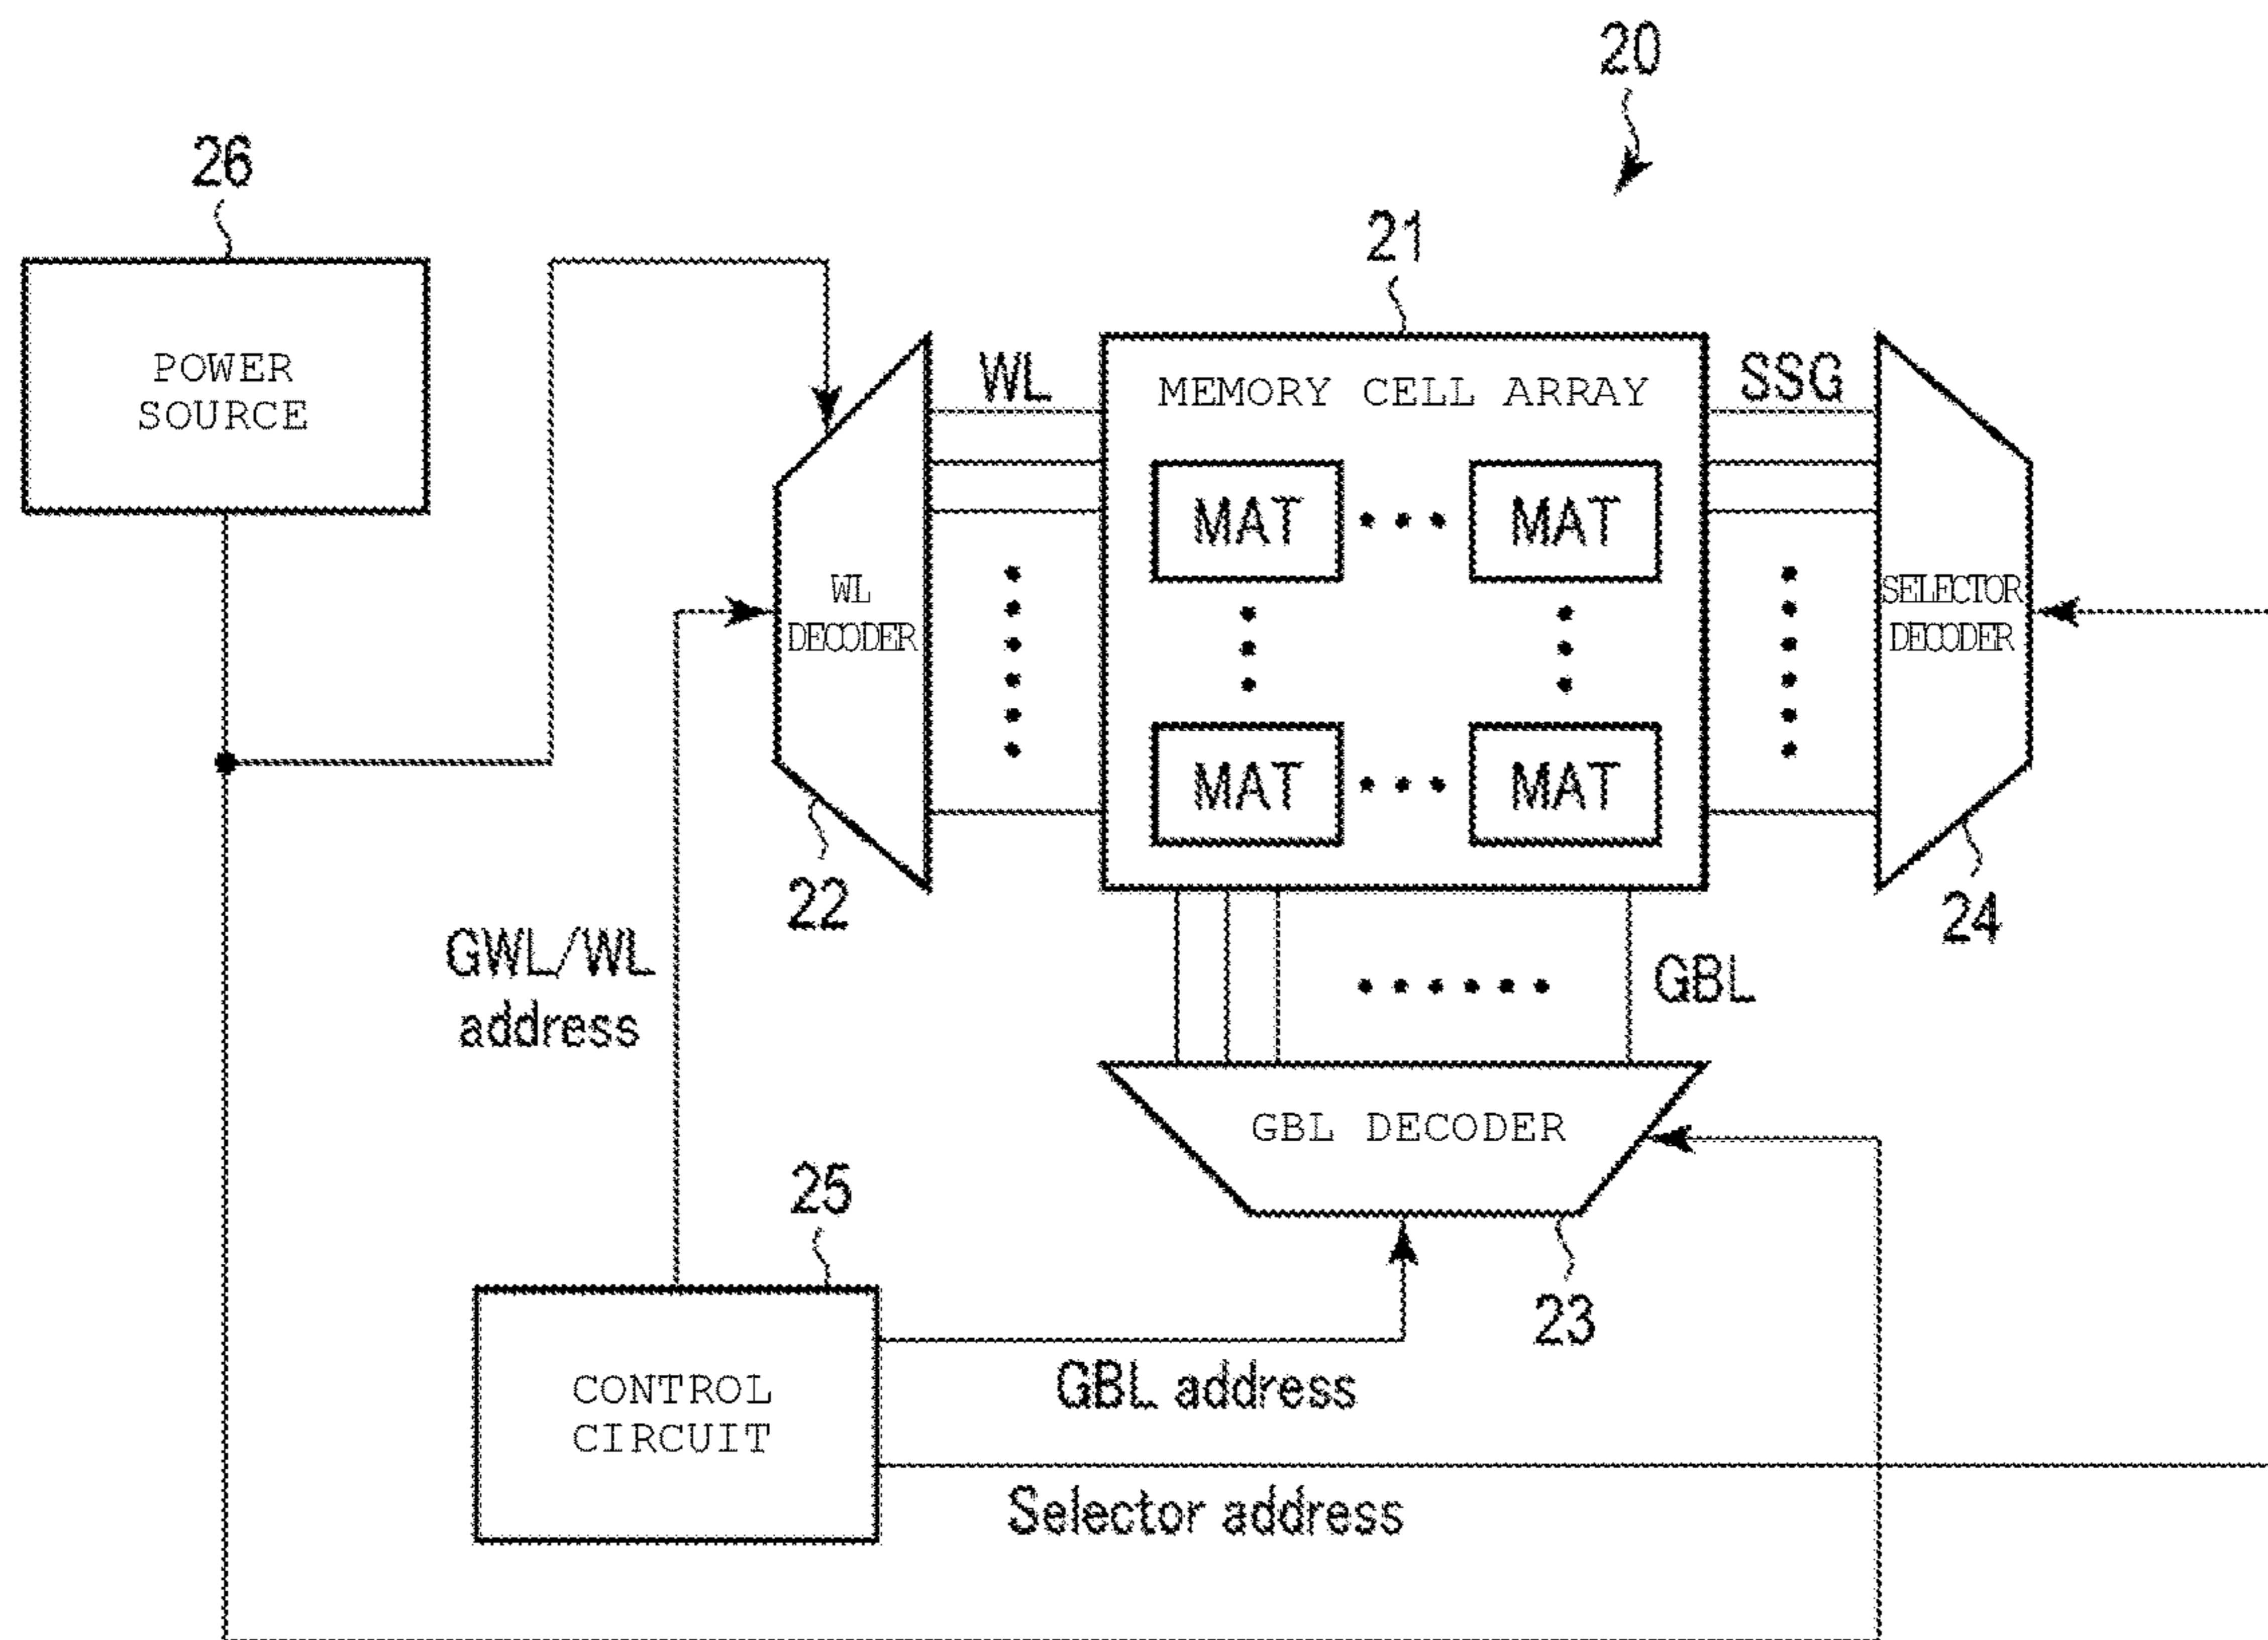 20
26
21
POWER
SOURCE
WL
MEMORY CELL ARRAY
SSG
MAT
MAT
WL
DECODER
SELECTOR
DECODER
MAT
MAT
22
24
GWL/WL
address
GBL
GBL DECODER
25
23
CONTROL
CIRCUIT
GBL address
Selector address